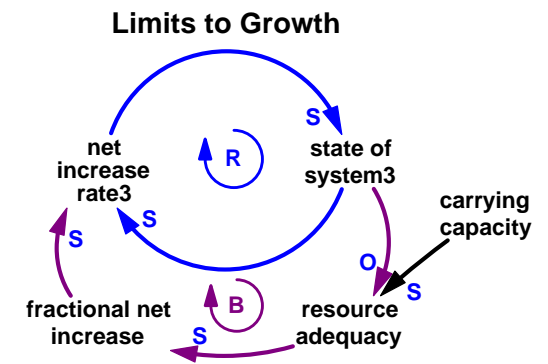 Limits to Growth
S
net
increase
rate3
R
state of
system3
carrying
capacity
S
S
O
S
B
fractional net
increase
S
resource
adequacy